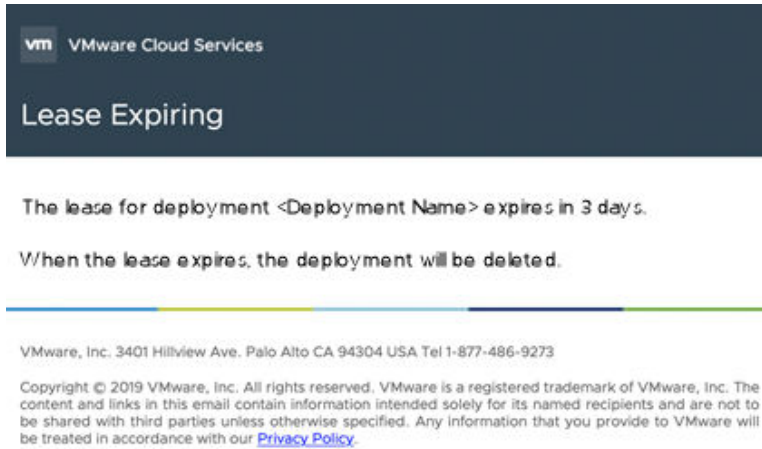 vm VMware Cloud Services
Lease Expiring
The lease for deployment <Deployment Name> expires in 3 days.
When the lease expires, the deployment will be deleted.
VMware, Inc. 3401 Hillview Ave. Palo Alto CA 94304 USA Tel 1-877-486-9273
Copyright © 2019 VMware, Inc. All rights reserved. VMware is a registered trademark of VMware, Inc. The
content and links in this email contain information intended solely for its named recipients and are not to
be shared with third parties unless otherwise specified. Any information that you provide to VMware will
be treated in accordance with our Privacy Policy.